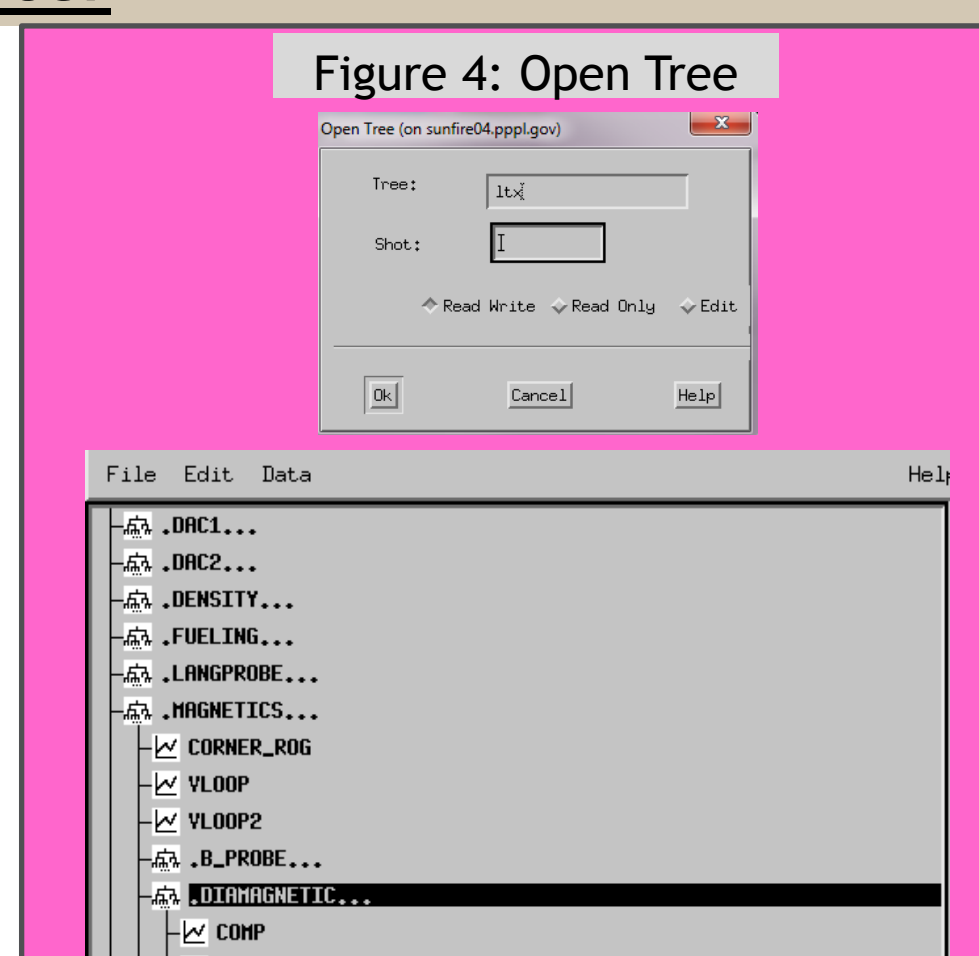 Figure 4: Open Tree
Open Tree (on sunfire04.pppl.gov)
Tree: ltx
Shot:
Read Write Read Only Edit
Ok Cancel Help
File Edit Data Help
.DAC1...
.DAC2...
.DENSITY...
.FUELING...
.LANGPROBE...
.MAGNETICS...
CORNER_ROG
VLOOP
VLOOP2
.B_PROBE...
.DIAMAGNETIC...
COMP